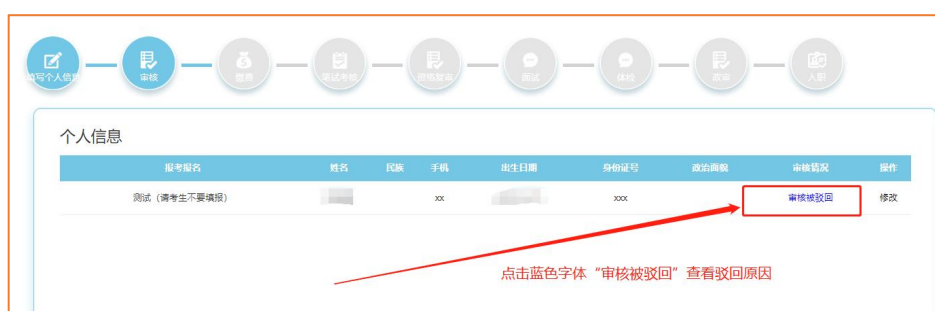 填写个人信息 审核 缴费 笔试考核 资格复审 面试 体检 政审 入职
个人信息
报考报名 姓名 民族 手机 出生日期 身份证号 政治面貌 审核情况 操作
测试（请考生不要填报） xx xxx 审核被驳回 修改
点击蓝色字体“审核被驳回”查看驳回原因